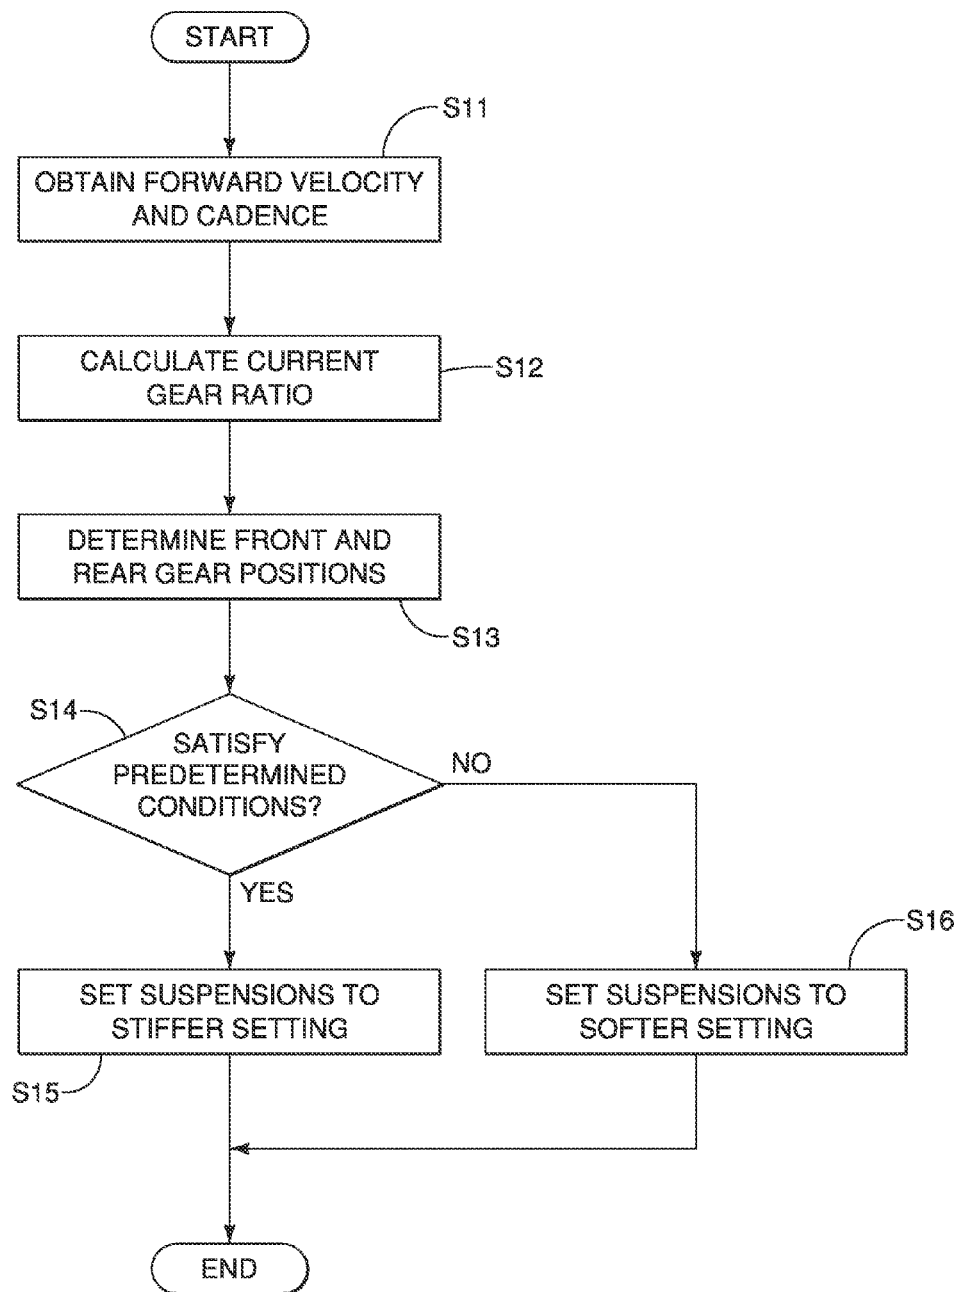 START
S11
OBTAIN FORWARD VELOCITY
AND CADENCE
CALCULATE CURRENT
GEAR RATIO
S12
DETERMINE FRONT AND
REAR GEAR POSITIONS
S13
S14
SATISFY
PREDETERMINED
CONDITIONS?
NO
YES
S16
SET SUSPENSIONS TO
STIFFER SETTING
SET SUSPENSIONS TO
SOFTER SETTING
S15
END